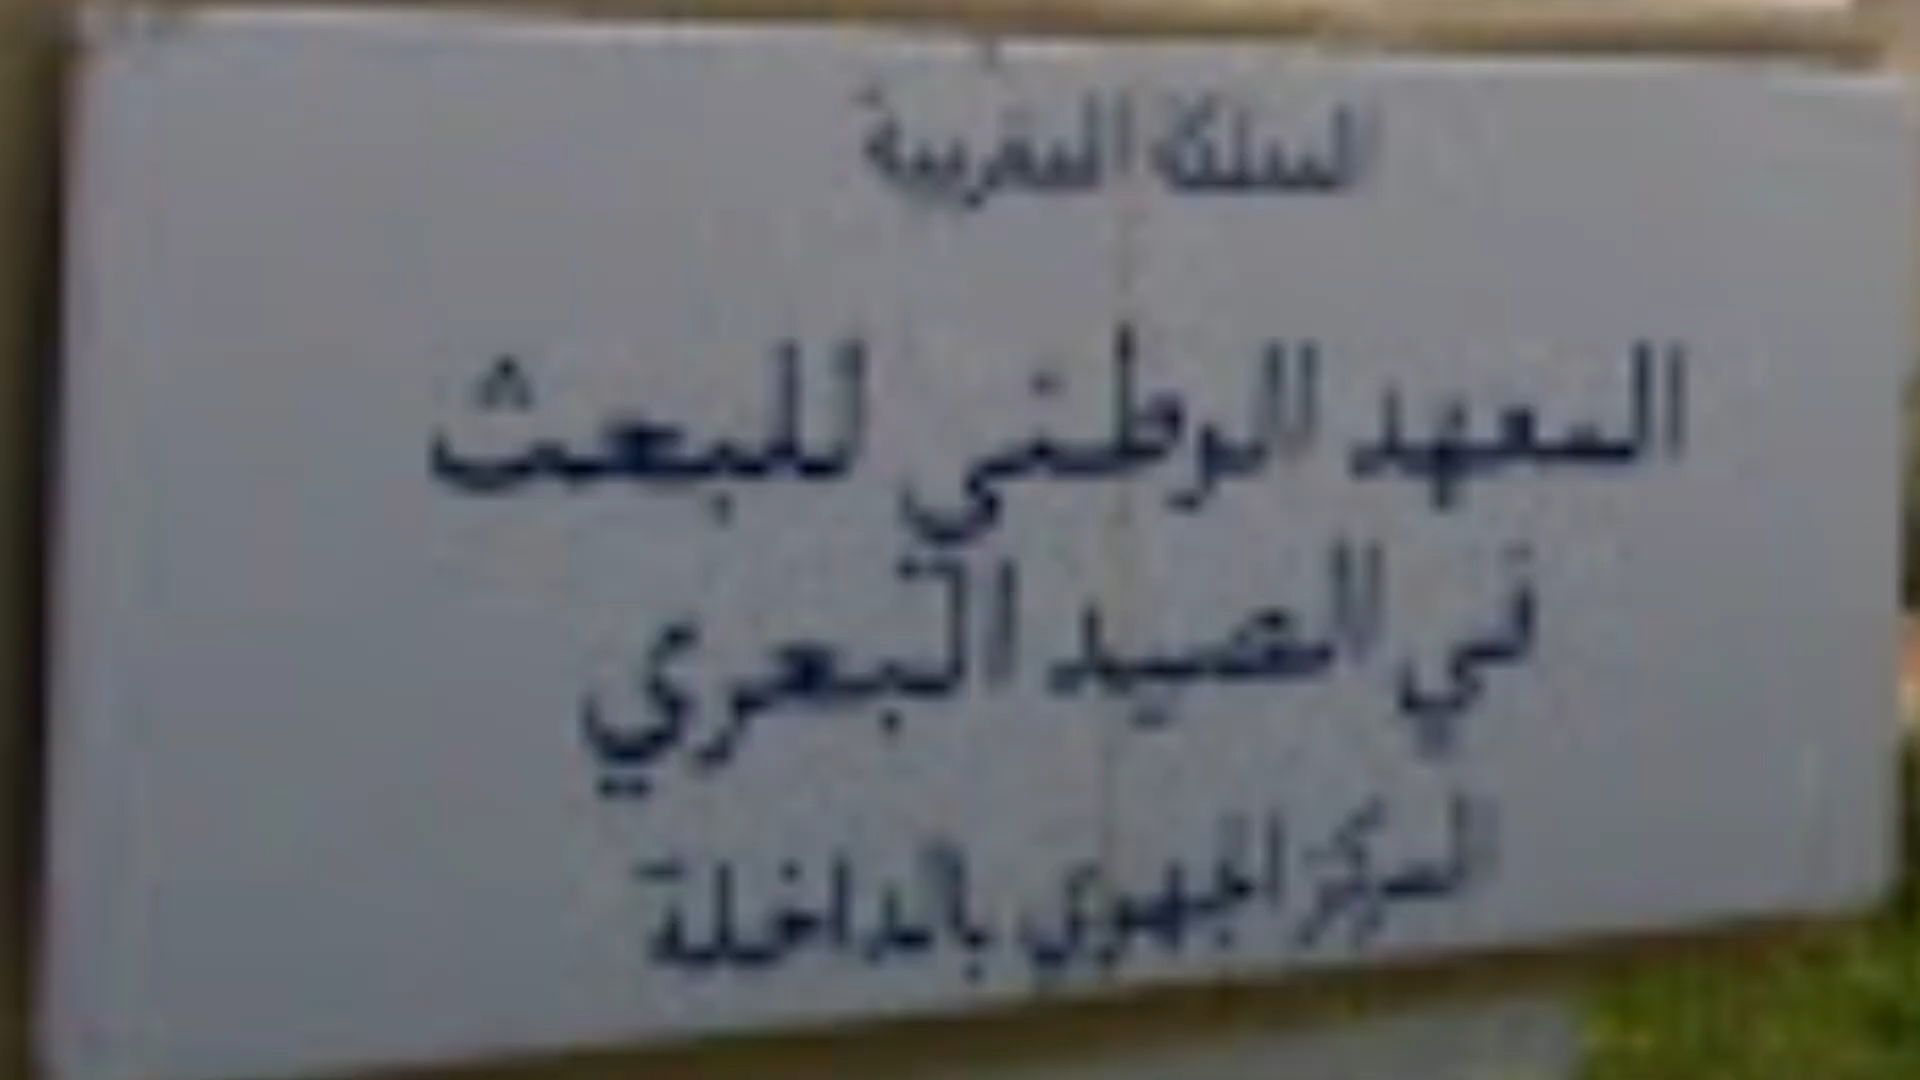 المملكة المغربية
المعهد الوطني للبحث
في الصيد البحري
المركز الجهوي بالداخلة